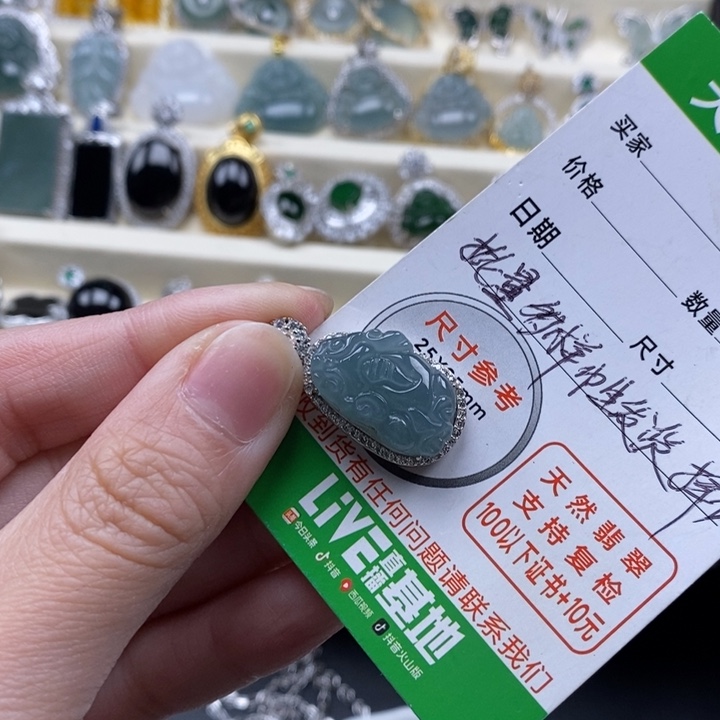 买家
价格
数量
日期
尺寸
批量
尺寸参考
25X
mm
收到货有任何问题请联系我们
天然翡翠
支持复检
100以下证书+10元
LiVE直播基地
今日头条
抖音
西瓜视频
抖音火山版